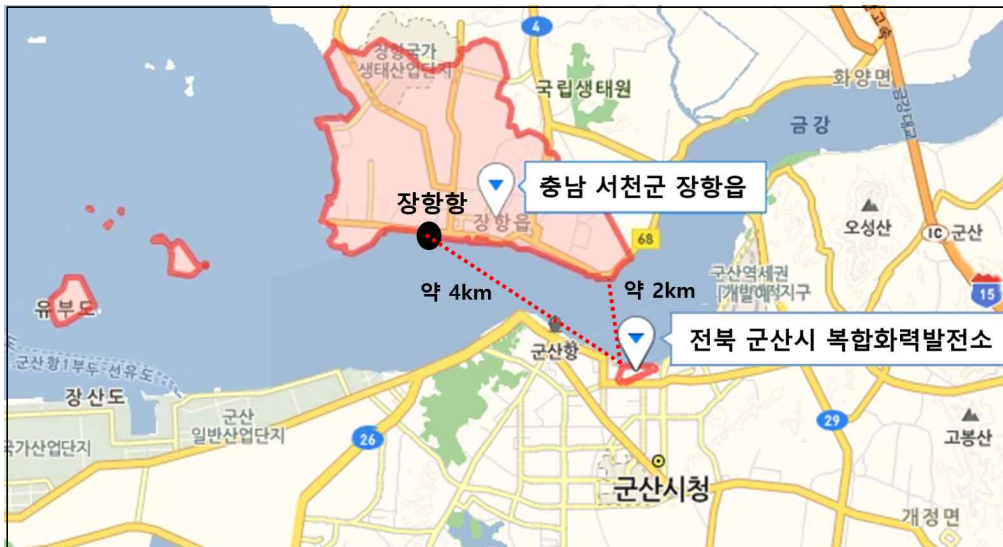 4
장항국가
생태산업단지
국립생태원
화양면
금강
금강대교
충남 서천군 장항읍
장항항
장항읍
오성산
68
IC 군산
약 4km
약 2km
군산역세권
개발예정지구
15
유부도
군산항
전북 군산시 복합화력발전소
군산항1부두-선유도
장산도
군산
일반산업단지
국가산업단지
26
29
고봉산
군산시청
개정면